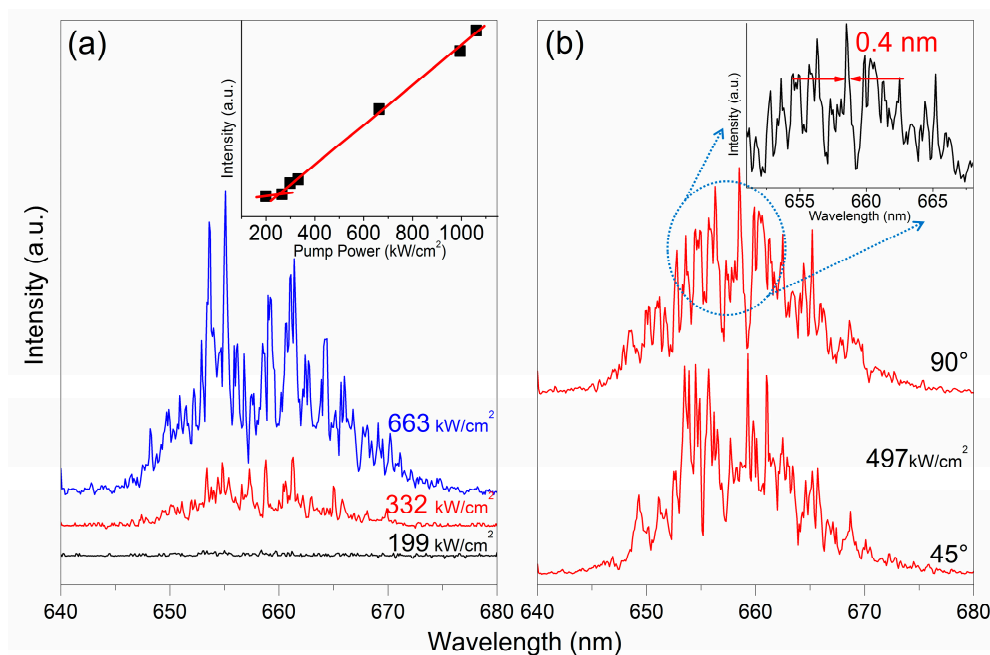 (a)
Intensity (a.u.)
200 400 600 800 1000
Pump Power (kW/cm²)
Intensity (a.u.)
663 kW/cm²
332 kW/cm²
199 kW/cm²
640 650 660 670 680
(b)
0.4 nm
Intensity (a.u.)
655 660 665
Wavelength (nm)
90°
497kW/cm²
45°
640 650 660 670 680
Wavelength (nm)